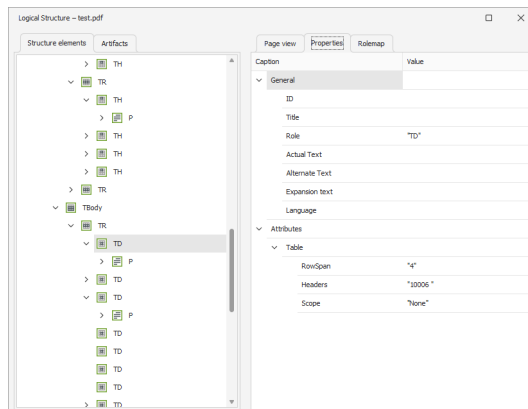 Logical Structure – test.pdf
Structure elements
Artifacts
TH
TR
TH
P
TH
TH
TH
TR
TBody
TR
TD
P
TD
TD
P
TD
TD
TD
TD
TD
Page view
Properties
Rolemap
Caption
Value
General
ID
Title
Role "TD"
Actual Text
Alternate Text
Expansion text
Language
Attributes
Table
RowSpan "4"
Headers "10006 "
Scope "None"